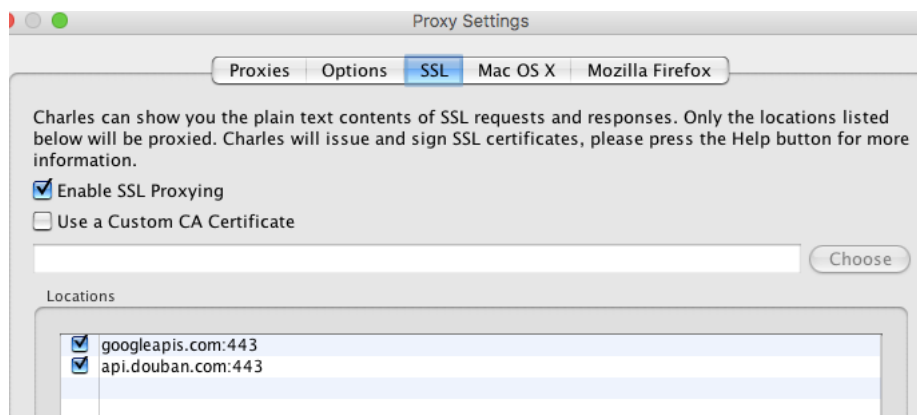 Proxy Settings
Proxies Options SSL Mac OS X Mozilla Firefox
Charles can show you the plain text contents of SSL requests and responses. Only the locations listed
below will be proxied. Charles will issue and sign SSL certificates, please press the Help button for more
information.
Enable SSL Proxying
Use a Custom CA Certificate
Choose
Locations
googleapis.com:443
api.douban.com:443